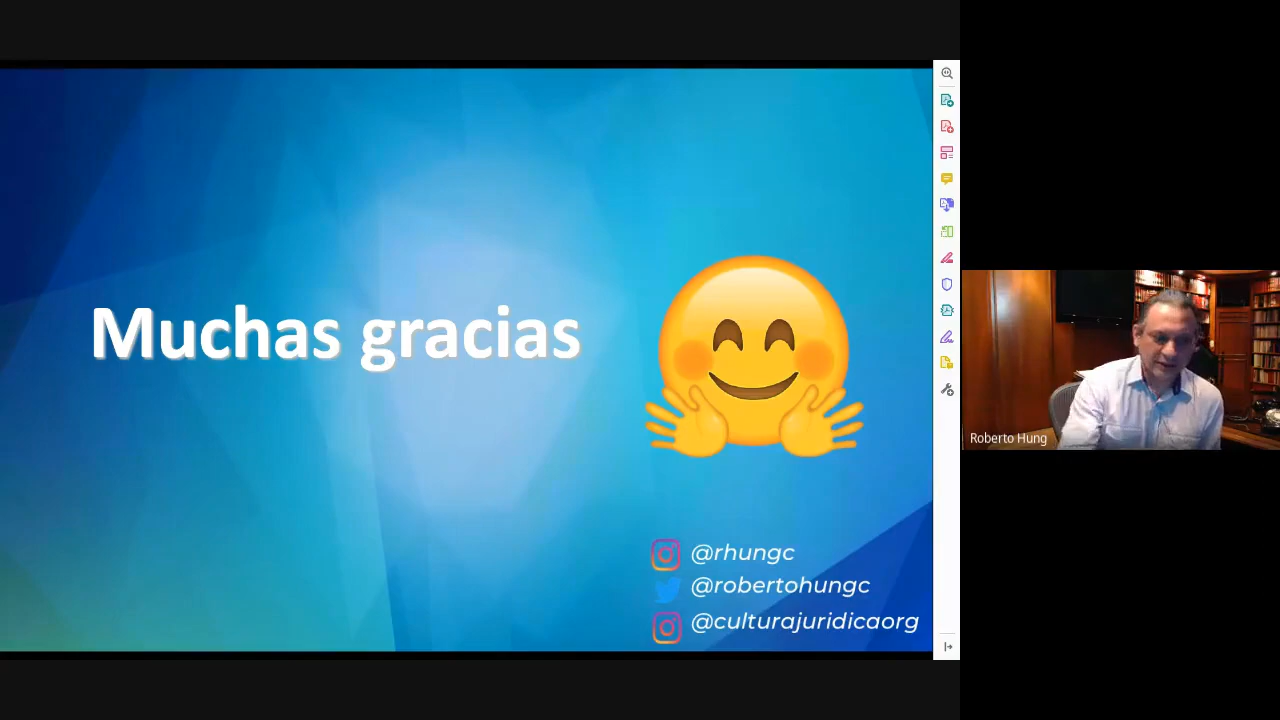 Muchas gracias
@rhungc
@robertohungc
@culturajuridicaorg
Roberto Hung